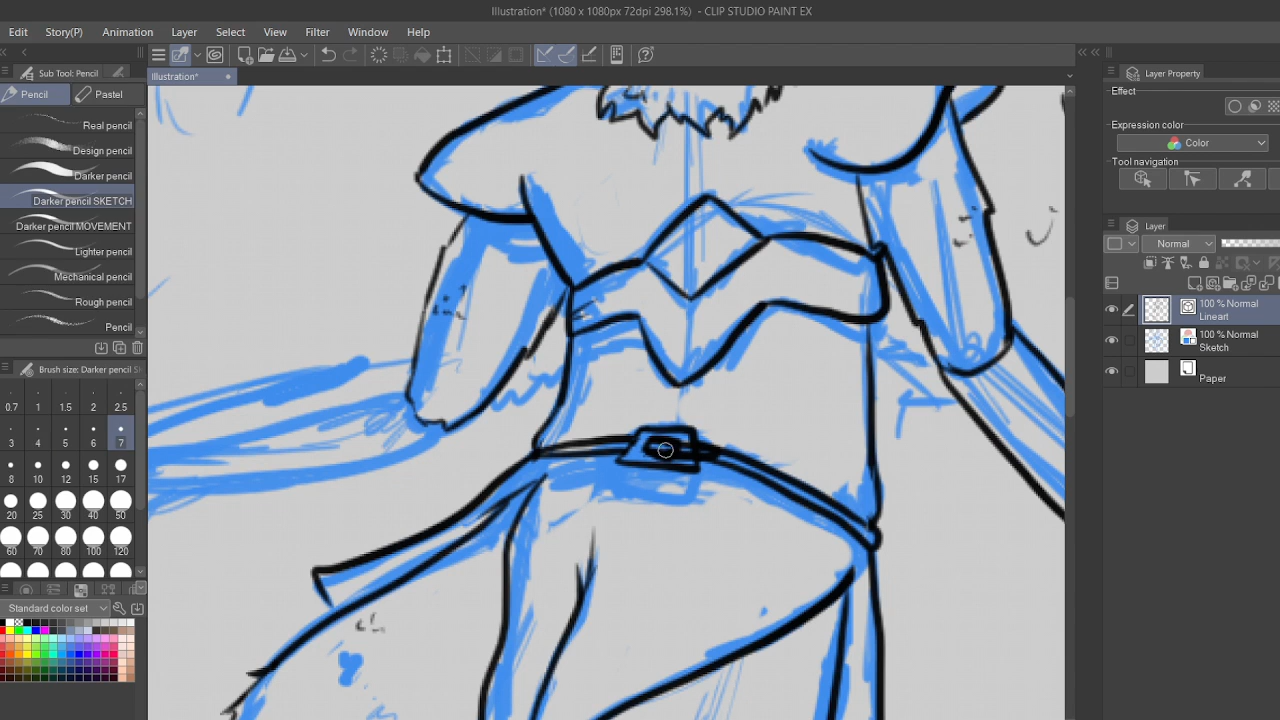 Illustration* (1080 x 1080px 72dpi 298.1%) - CLIP STUDIO PAINT EX
Edit Story(P) Animation Layer Select View Filter Window Help
Sub Tool: Pencil
Illustration*
Layer Property
Pencil Pastel
Effect
Real pencil
Expression color
Design pencil
Color
Darker pencil
Tool navigation
Darker pencil SKETCH
Darker pencil MOVEMENT
Layer
Lighter pencil
Normal
Mechanical pencil
Rough pencil
100 % Normal
Lineart
Pencil
100 % Normal
Sketch
Brush size: Darker pencil
Paper
0.7 1 1.5 2 2.5
3 4 5 6 7
8 10 12 15 17
20 25 30 40 50
60 70 80 100 120
Standard color set